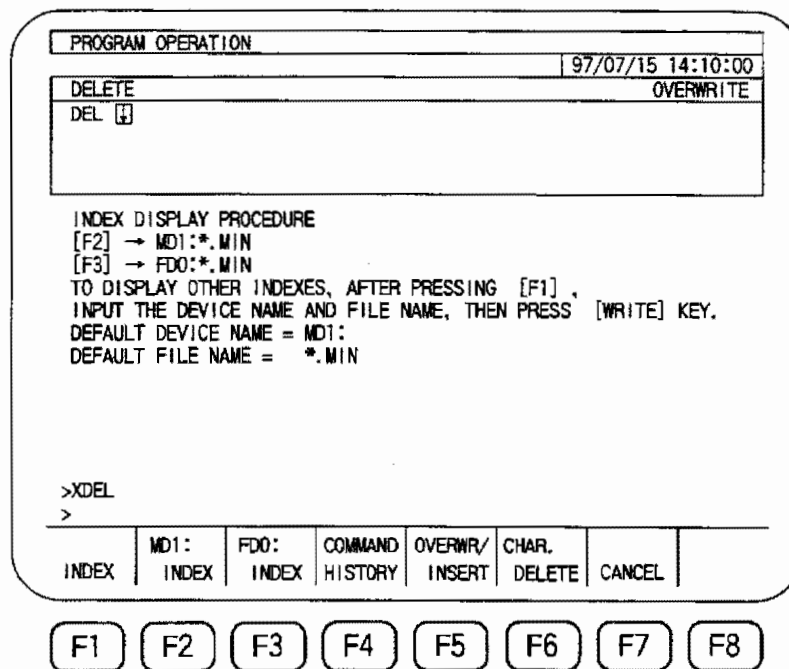 PROGRAM OPERATION
97/07/15 14:10:00
DELETE OVERWRITE
DEL ↓
INDEX DISPLAY PROCEDURE
[F2] → MD1:*.MIN
[F3] → FD0:*.MIN
TO DISPLAY OTHER INDEXES, AFTER PRESSING [F1] ,
INPUT THE DEVICE NAME AND FILE NAME, THEN PRESS [WRITE] KEY.
DEFAULT DEVICE NAME = MD1:
DEFAULT FILE NAME = *.MIN
>XDEL
>
MD1: FD0: COMMAND OVERWR/ CHAR.
INDEX INDEX INDEX HISTORY INSERT DELETE CANCEL
F1 F2 F3 F4 F5 F6 F7 F8